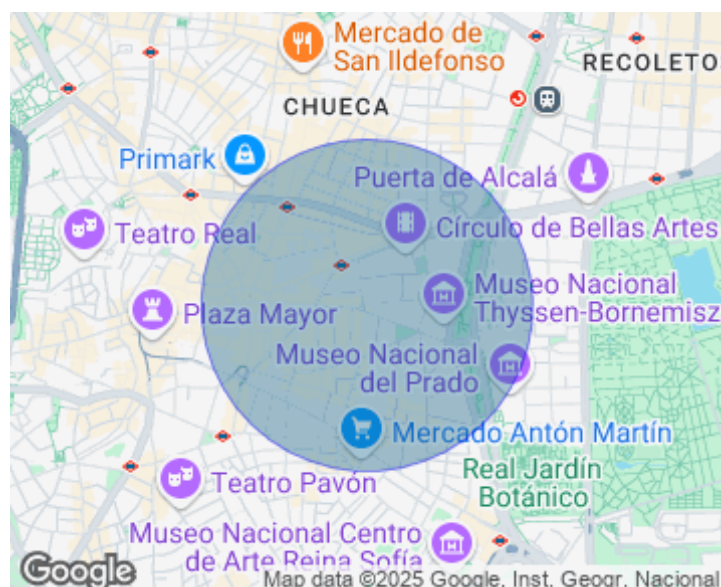 Mercado de
San Ildefonso
RECOLETO
CHUECA
Primark
Puerta de Alcalá
Teatro Real
Círculo de Bellas Artes
Museo Nacional
Thyssen-Bornemisz
Plaza Mayor
Museo Nacional
del Prado
Mercado Antón Martín
Real Jardín
Botánico
Teatro Pavón
Museo Nacional Centro
de Arte Reina Sofía
Google
Map data ©2025 Google, Inst. Geogr. Nacional